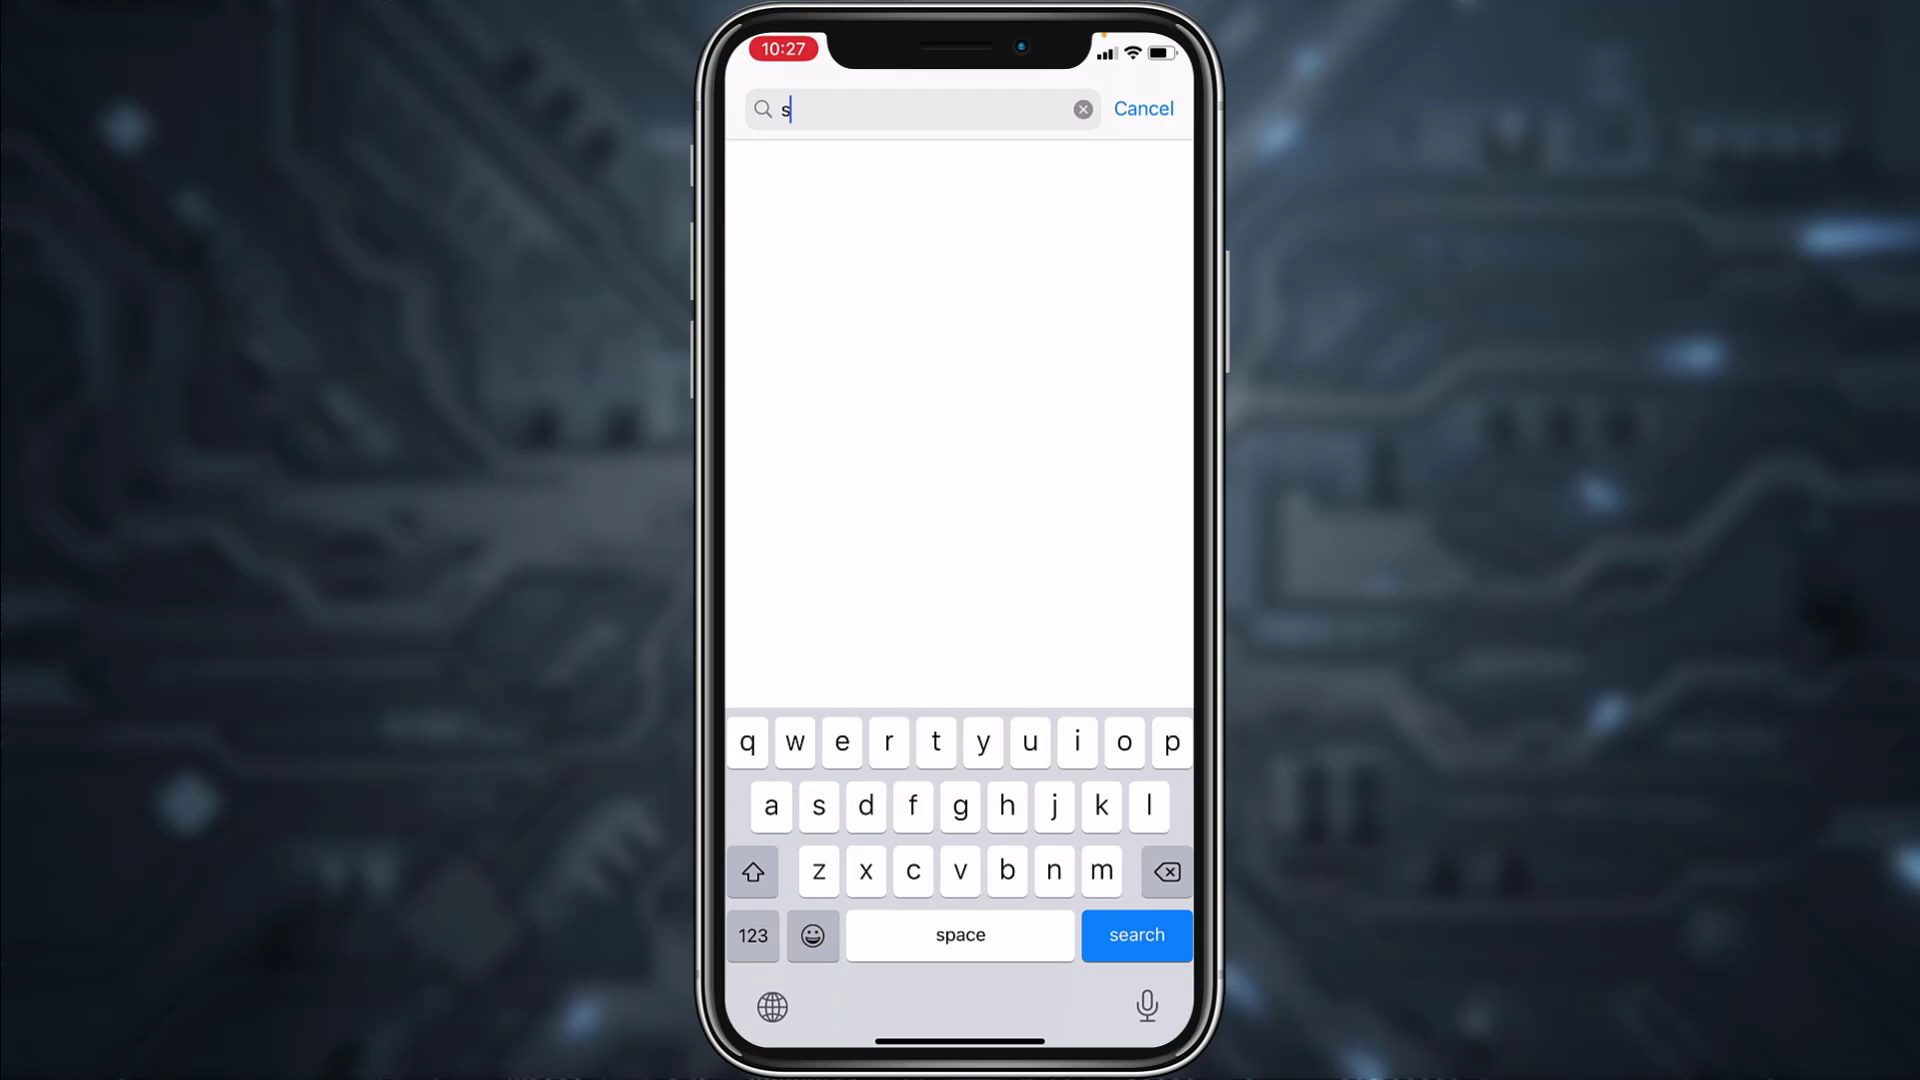 10:27
s
Cancel
q w e r t y u i o p
a s d f g h j k l
z x c v b n m
123 space search